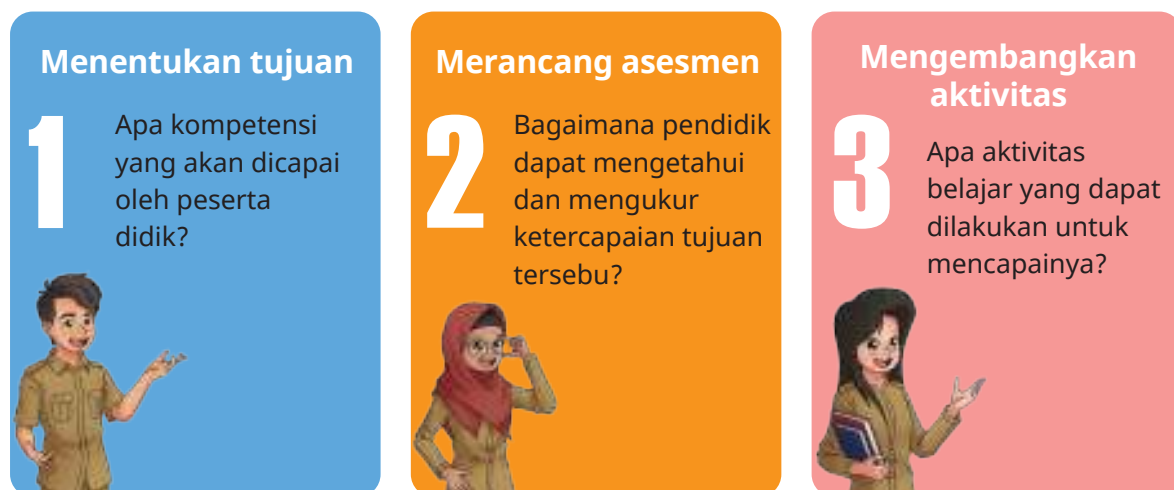 Menentukan tujuan
1
Apa kompetensi
yang akan dicapai
oleh peserta
didik?
Merancang asesmen
2
Bagaimana pendidik
dapat mengetahui
dan mengukur
ketercapaian tujuan
tersebut?
Mengembangkan
aktivitas
3
Apa aktivitas
belajar yang dapat
dilakukan untuk
mencapainya?